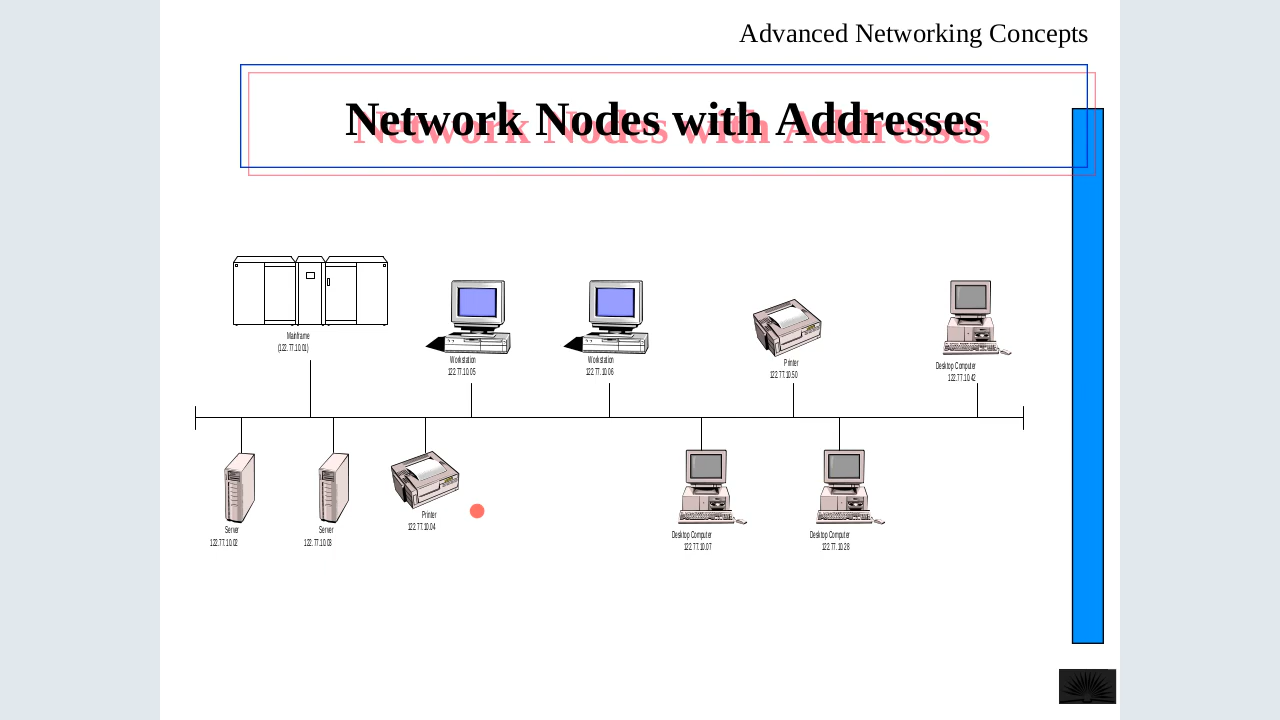 Advanced Networking Concepts
Network Nodes with Addresses
Mainframe
(122.77.10.01)
Workstation
122.77.10.05
Workstation
122.77.10.06
Printer
122.77.10.50
Desktop Computer
122.77.10.42
Server
122.77.10.02
Server
122.77.10.03
Printer
122.77.10.04
Desktop Computer
122.77.10.07
Desktop Computer
122.77.10.26